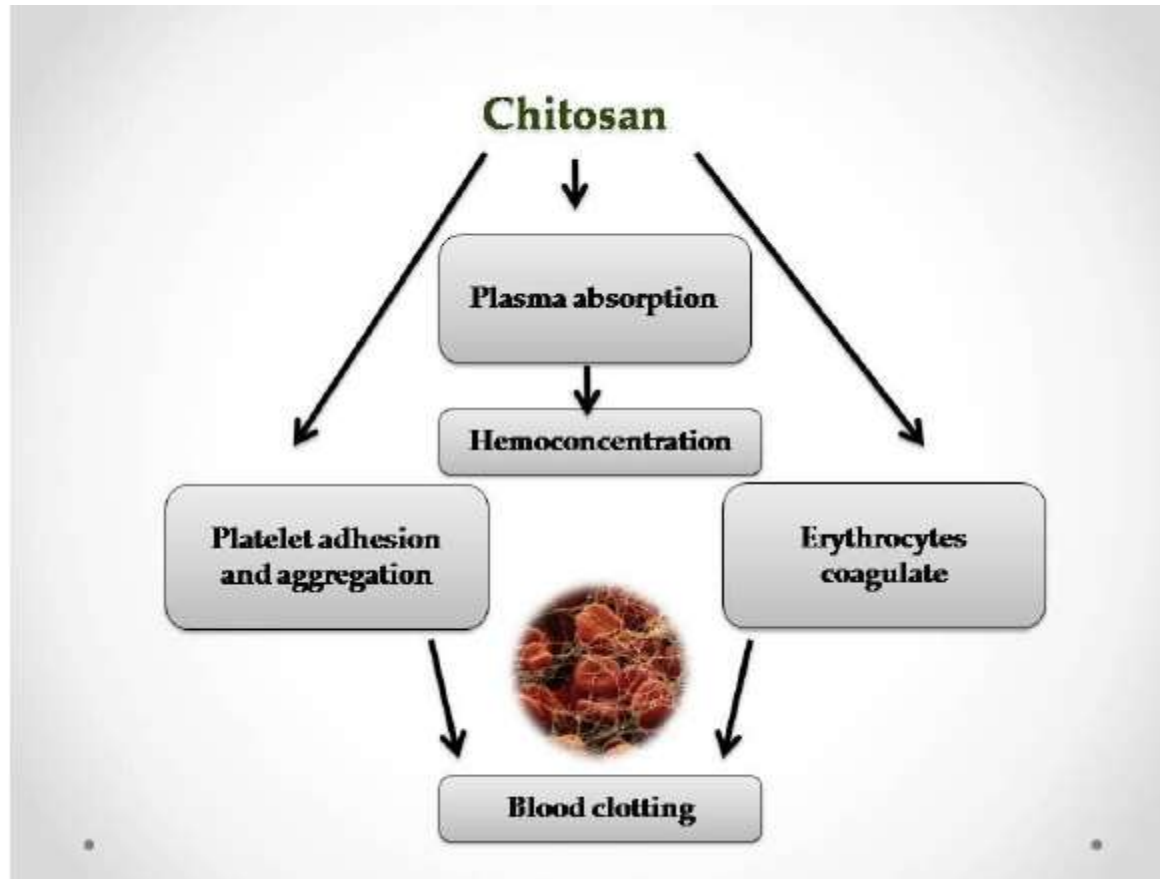 Chitosan
Plasma absorption
Hemoconcentration
Platelet adhesion
and aggregation
Erythrocytes
coagulate
Blood clotting